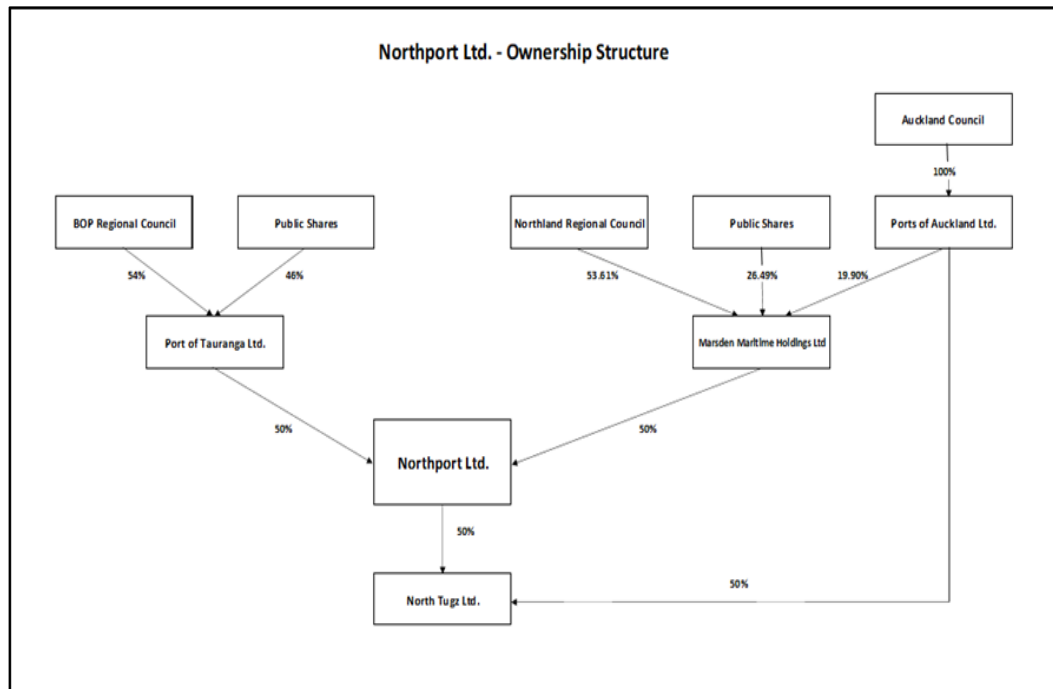 Northport Ltd. - Ownership Structure
Auckland Council
100%
BOP Regional Council
Public Shares
Northland Regional Council
Public Shares
Ports of Auckland Ltd.
54%
46%
53.61%
26.49%
19.90%
Port of Tauranga Ltd.
Marsden Maritime Holdings Ltd
50%
50%
Northport Ltd.
50%
50%
North Tugz Ltd.